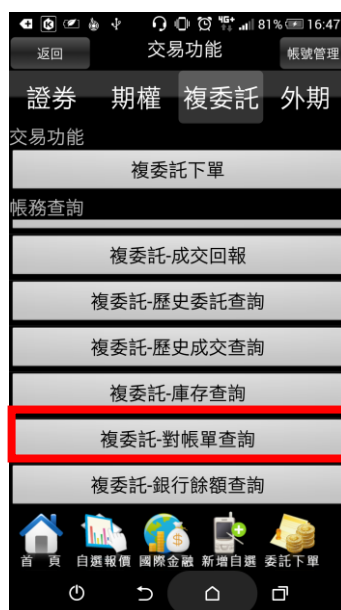 4G+ 81% 16:47
返回 交易功能 帳號管理
證券 期權 複委託 外期
交易功能
複委託下單
帳務查詢
複委託-成交回報
複委託-歷史委託查詢
複委託-歷史成交查詢
複委託-庫存查詢
複委託-對帳單查詢
複委託-銀行餘額查詢
首 頁 自選報價 國際金融 新增自選 委託下單